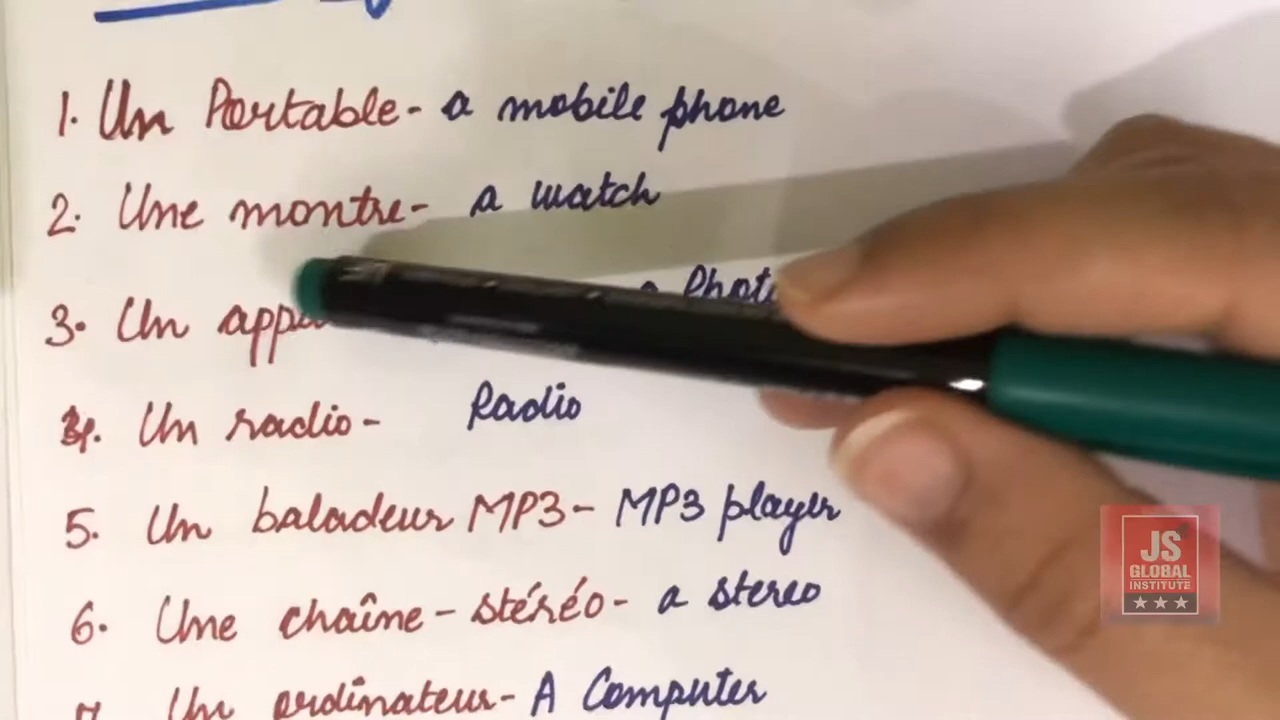 1. Un Portable - a mobile phone
2. Une montre - a watch
3. Un
4. Un radio - Radio
5. Un baladeur MP3 - MP3 player
6. Une chaîne - stéréo - a stereo
7. Un ordinateur - A Computer
JS
GLOBAL
INSTITUTE